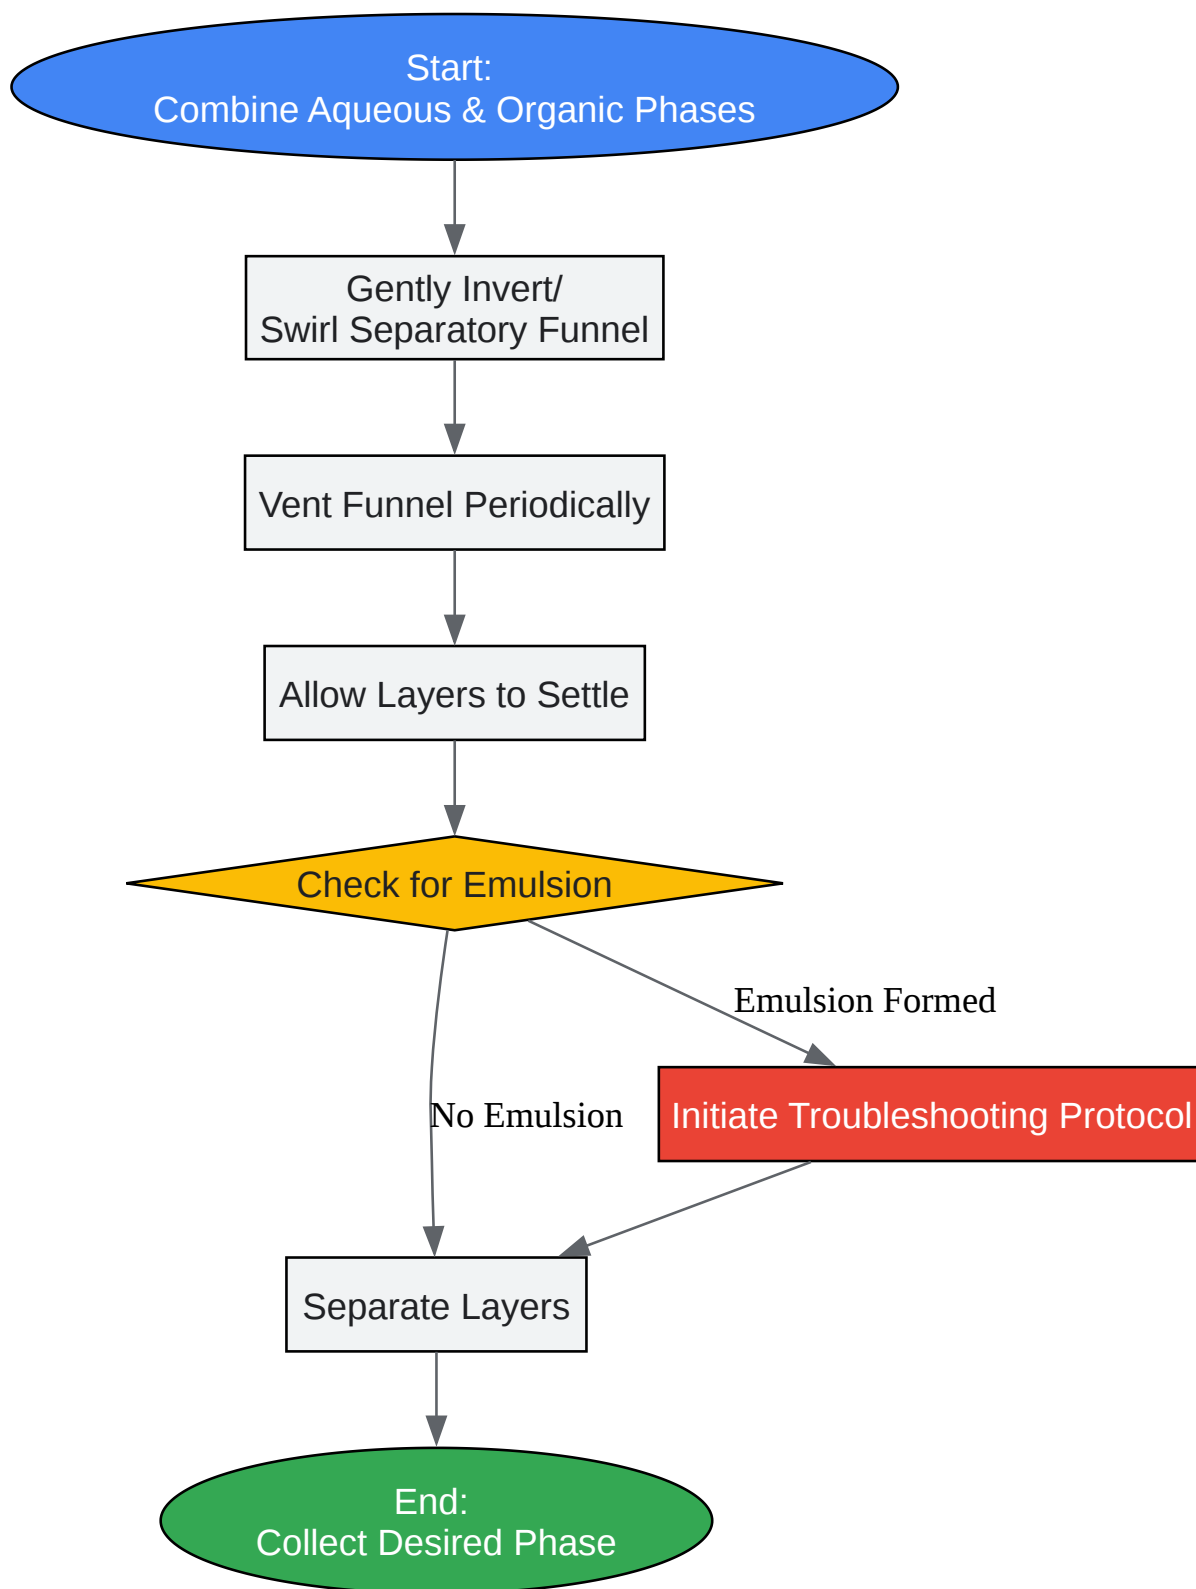 Start:
Combine Aqueous & Organic Phases
Gently Invert/
Swirl Separatory Funnel
Vent Funnel Periodically
Allow Layers to Settle
Check for Emulsion
Emulsion Formed
No Emulsion
Initiate Troubleshooting Protocol
Separate Layers
End:
Collect Desired Phase